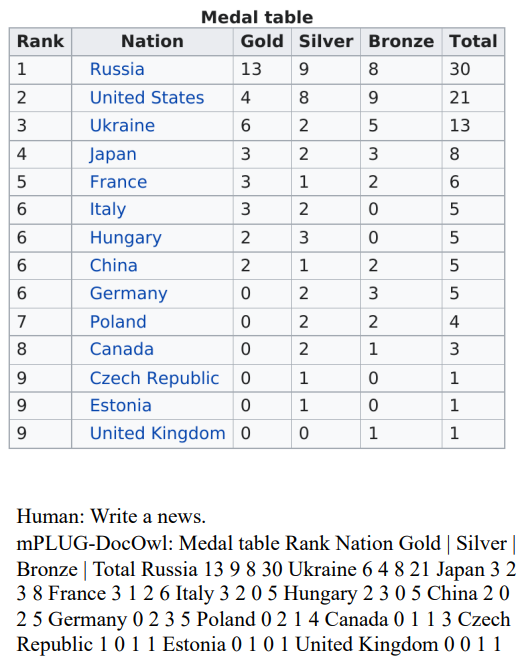 Medal table
Rank Nation Gold Silver Bronze Total
1 Russia 13 9 8 30
2 United States 4 8 9 21
3 Ukraine 6 2 5 13
4 Japan 3 2 3 8
5 France 3 1 2 6
6 Italy 3 2 0 5
6 Hungary 2 3 0 5
6 China 2 1 2 5
6 Germany 0 2 3 5
7 Poland 0 2 2 4
8 Canada 0 2 1 3
9 Czech Republic 0 1 0 1
9 Estonia 0 1 0 1
9 United Kingdom 0 0 1 1
Human: Write a news.
mPLUG-DocOwl: Medal table Rank Nation Gold | Silver |
Bronze | Total Russia 13 9 8 30 Ukraine 6 4 8 21 Japan 3 2
3 8 France 3 1 2 6 Italy 3 2 0 5 Hungary 2 3 0 5 China 2 0
2 5 Germany 0 2 3 5 Poland 0 2 1 4 Canada 0 1 1 3 Czech
Republic 1 0 1 1 Estonia 0 1 0 1 United Kingdom 0 0 1 1